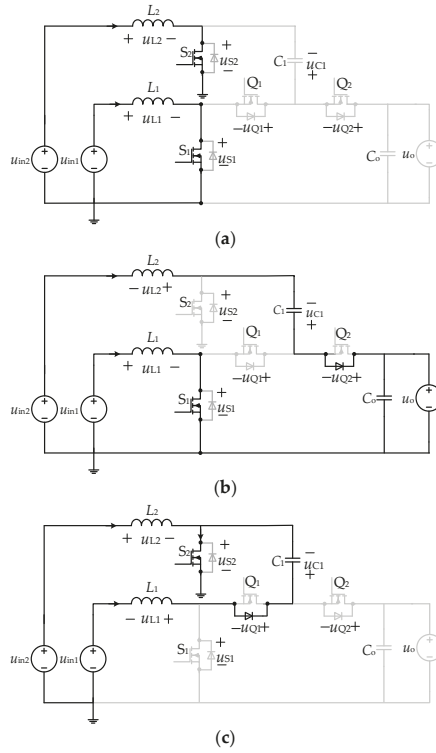 L2
+ uL2 −
S2
+
uS2
−
C1
−
uC1
+
L1
+ uL1 −
Q1
Q2
−uQ1+
−uQ2+
S1
+
uS1
−
uin2
uin1
Co
uo
(a)
L2
− uL2 +
S2
+
uS2
−
C1
−
uC1
+
L1
+ uL1 −
Q1
Q2
−uQ1+
−uQ2+
S1
+
uS1
−
uin2
uin1
Co
uo
(b)
L2
+ uL2 −
S2
+
uS2
−
C1
−
uC1
+
L1
− uL1 +
Q1
Q2
−uQ1+
−uQ2+
S1
+
uS1
−
uin2
uin1
Co
uo
(c)